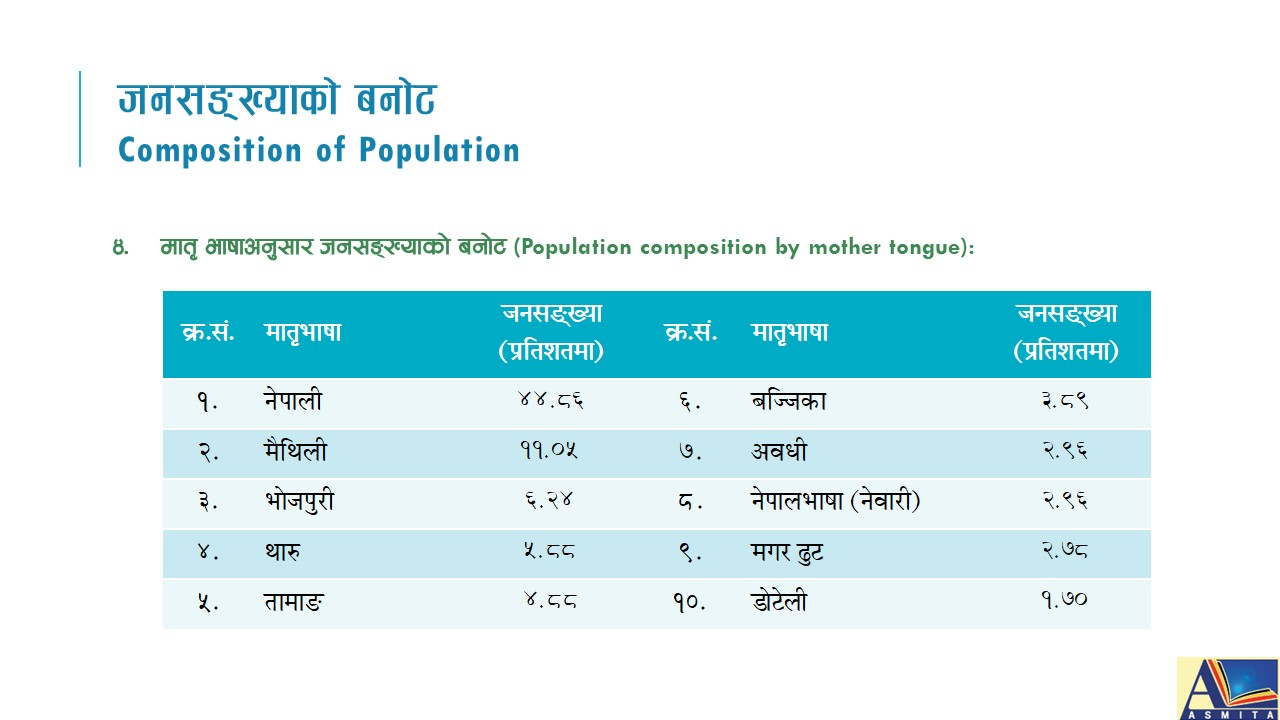 जनसङ्ख्याको बनोट
Composition of Population
४. मातृ भाषाअनुसार जनसङ्ख्याको बनोट (Population composition by mother tongue):
क्र.सं. मातृभाषा जनसङ्ख्या (प्रतिशतमा) क्र.सं. मातृभाषा जनसङ्ख्या (प्रतिशतमा)
१. नेपाली ४४.८६ ६. बज्जिका ३.८९
२. मैथिली ११.०५ ७. अवधी २.९६
३. भोजपुरी ६.२४ ८. नेपालभाषा (नेवारी) २.९६
४. थारु ५.८८ ९. मगर ढुट २.७८
५. तामाङ ४.८८ १०. डोटेली १.७०
ASMITA